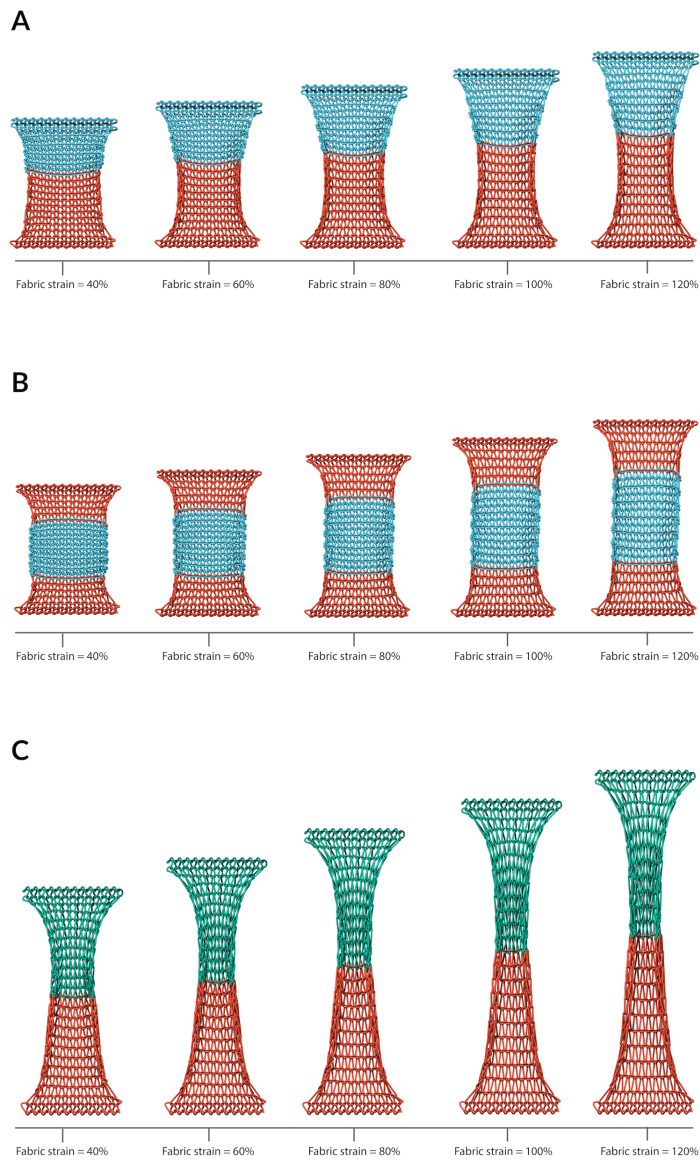 A
Fabric strain = 40% Fabric strain = 60% Fabric strain = 80% Fabric strain = 100% Fabric strain = 120%
B
Fabric strain = 40% Fabric strain = 60% Fabric strain = 80% Fabric strain = 100% Fabric strain = 120%
C
Fabric strain = 40% Fabric strain = 60% Fabric strain = 80% Fabric strain = 100% Fabric strain = 120%